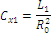 C_{x1} = \frac{L_1}{R_0^2}